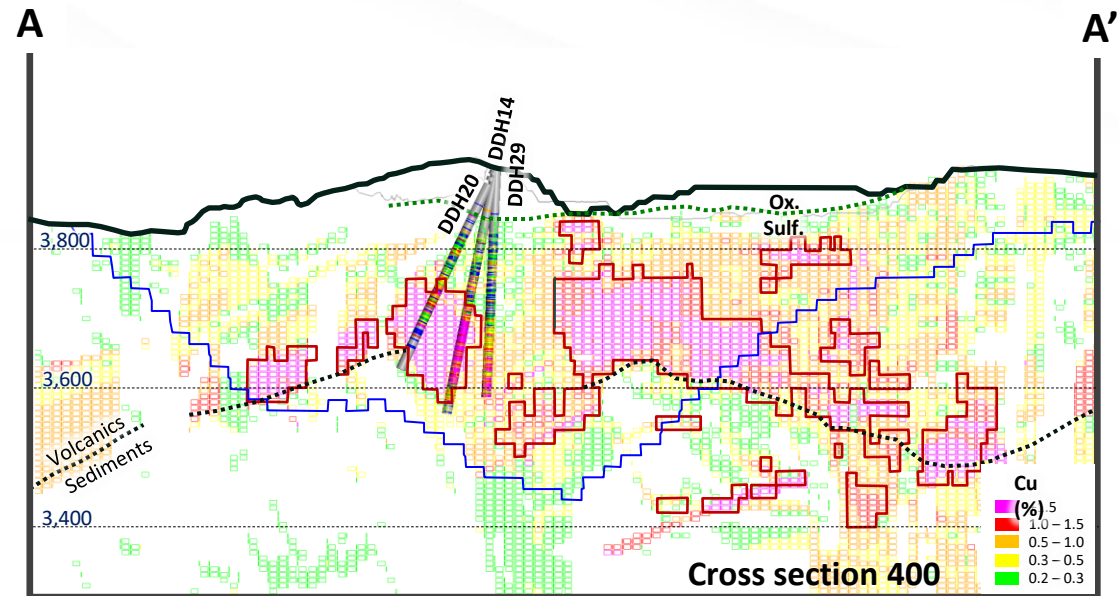 A
A'
DDH14
DDH29
DDH20
Ox.
Sulf.
3,800
3,600
3,400
Volcanics
Sediments
Cu
(%)
.5
1.0 – 1.5
0.5 – 1.0
0.3 – 0.5
0.2 – 0.3
Cross section 400